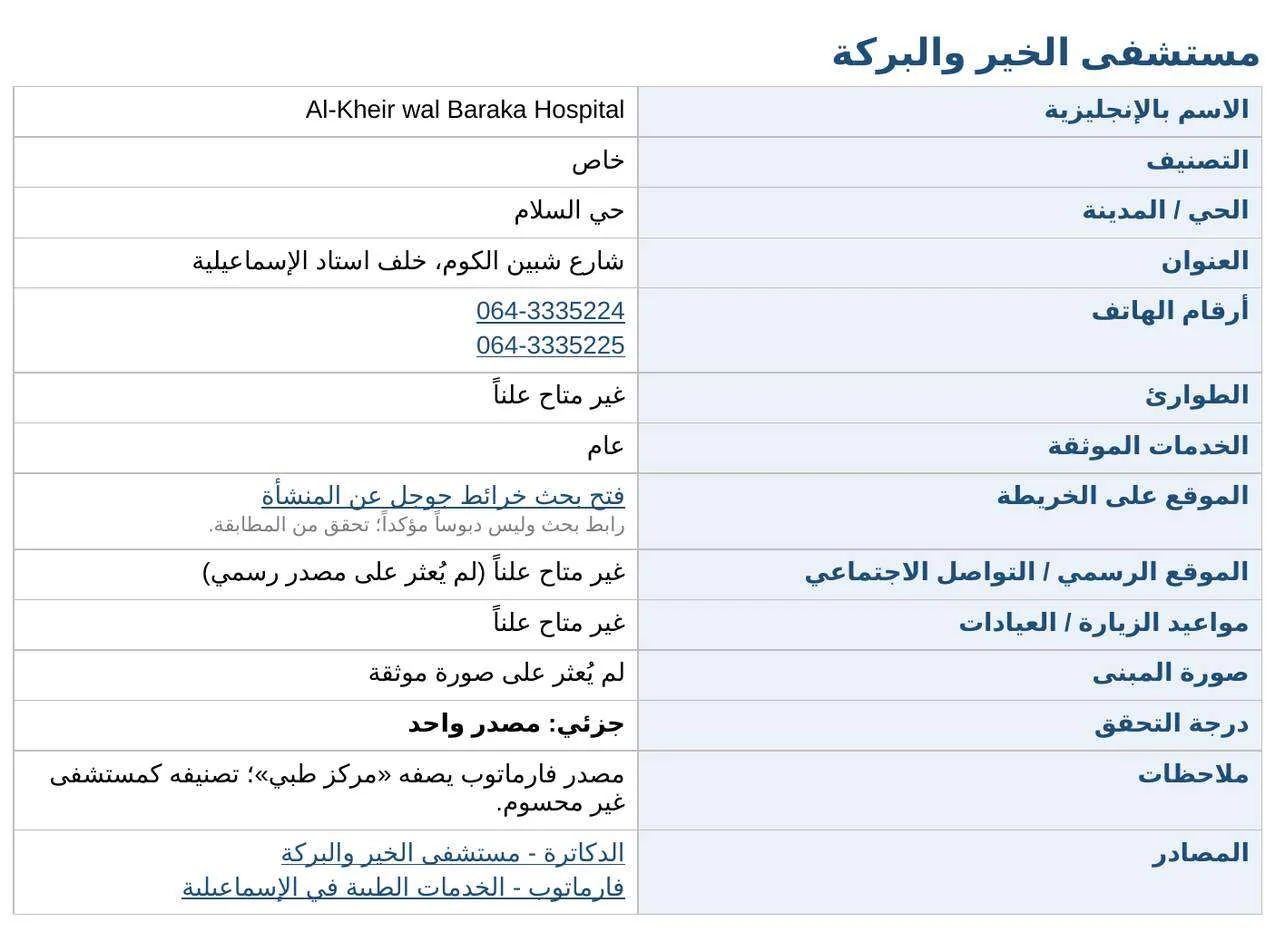 مستشفى الخير والبركة
الاسم بالإنجليزية
Al-Kheir wal Baraka Hospital
التصنيف
خاص
الحي / المدينة
حي السلام
العنوان
شارع شبين الكوم، خلف استاد الإسماعيلية
أرقام الهاتف
064-3335224
064-3335225
الطوارئ
غير متاح علناً
الخدمات الموثقة
عام
الموقع على الخريطة
فتح بحث خرائط جوجل عن المنشأة
رابط بحث وليس دبوساً مؤكداً؛ تحقق من المطابقة.
الموقع الرسمي / التواصل الاجتماعي
غير متاح علناً (لم يُعثر على مصدر رسمي)
مواعيد الزيارة / العيادات
غير متاح علناً
صورة المبنى
لم يُعثر على صورة موثقة
درجة التحقق
جزئي: مصدر واحد
ملاحظات
مصدر فارماتوب يصفه «مركز طبي»؛ تصنيفه كمستشفى
غير محسوم.
المصادر
الدكاترة - مستشفى الخير والبركة
فارماتوب - الخدمات الطبية في الإسماعيلية